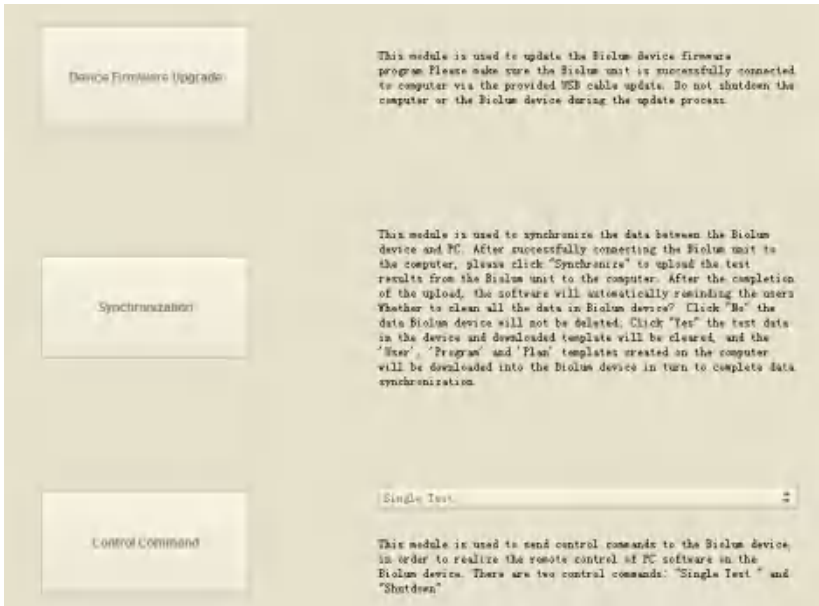 Device Firmware Upgrade
This module is used to update the Biolum device firmware
program Please make sure the Biolum unit is successfully connected
to computer via the provided USB cable update. Do not shutdown the
computer or the Biolum device during the update process.
Synchronization
This module is used to synchronize the data between the Biolum
device and PC. After successfully connecting the Biolum unit to
the computer, please click "Synchronize" to upload the test
results from the Biolum unit to the computer. After the completion
of the upload, the software will automatically reminding the users
Whether to clean all the data in Biolum device? Click "No" the
data Biolum device will not be deleted. Click "Yes" the test data
in the device and downloaded template will be cleared, and the
'User', 'Program' and 'Plan' templates created on the computer
will be downloaded into the Biolum device in turn to complete data
synchronization.
Control Command
Single Test
This module is used to send control commands to the Biolum device,
in order to realize the remote control of PC software on the
Biolum device. There are two control commands: "Single Test " and
"Shutdown"